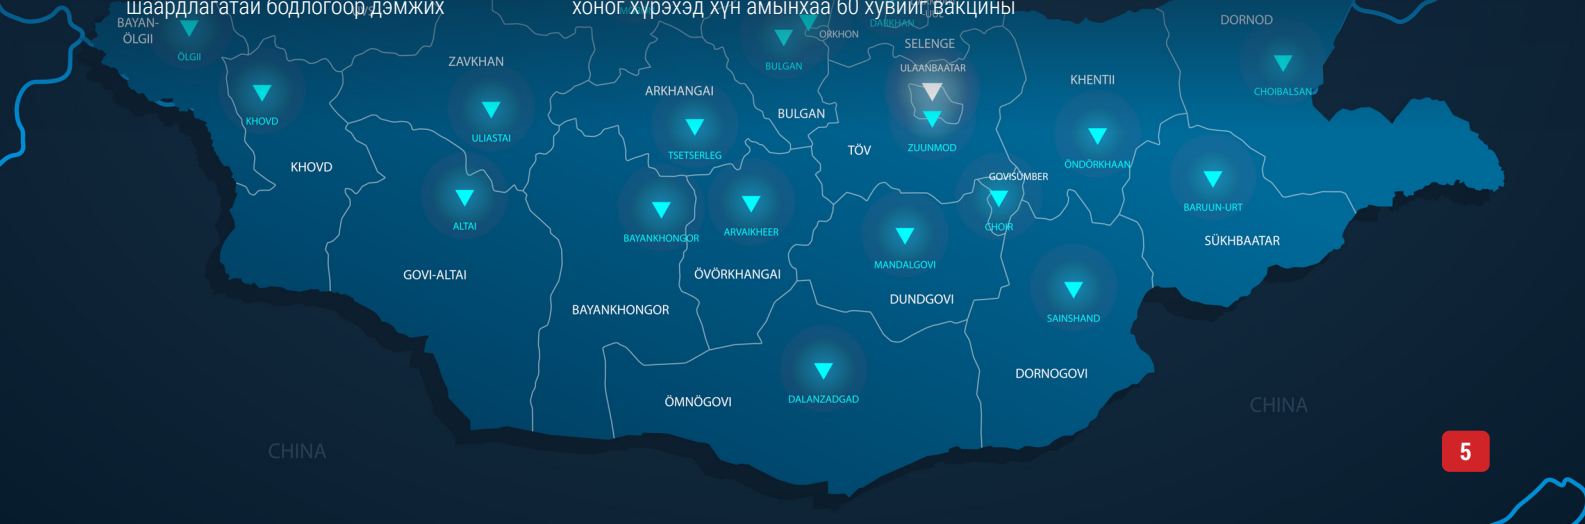 шаардлагатай бодлогоор дэмжих
хоног хүрэхэд хүн амынхаа 60 хувийг вакцины
BAYAN-
ÖLGII
ÖLGII
KHOVD
KHOVD
ZAVKHAN
ULIASTAI
ALTAI
GOVI-ALTAI
ARKHANGAI
TSETSERLEG
BULGAN
BULGAN
ORKHON
DARKHAN
SELENGE
ULAANBAATAR
ZUUNMOD
TÖV
KHENTII
ÖNDÖRKHAAN
DORNOD
CHOIBALSAN
GOVISÜMBER
CHOIR
BARUUN-URT
SÜKHBAATAR
BAYANKHONGOR
ARVAIKHEER
ÖVÖRKHANGAI
BAYANKHONGOR
MANDALGOVI
DUNDGOVI
SAINSHAND
DORNOGOVI
DALANZADGAD
ÖMNÖGOVI
CHINA
CHINA
5